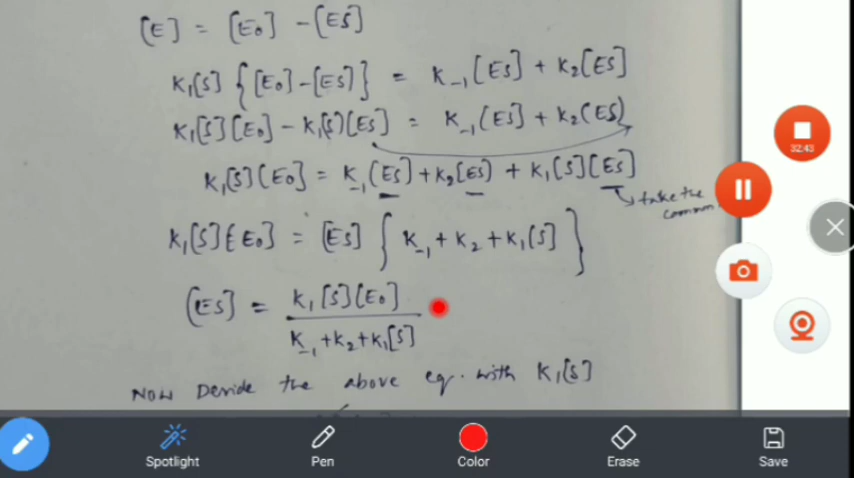 [E] = [E₀] - [ES]
K₁[S] { [E₀] - [ES] } = K₋₁[ES] + K₂[ES]
K₁[S][E₀] - K₁[S][ES] = K₋₁[ES] + K₂[ES]
K₁[S][E₀] = K₋₁[ES] + K₂[ES] + K₁[S][ES]
take the
common
K₁[S][E₀] = [ES] { K₋₁ + K₂ + K₁[S] }
[ES] = K₁[S][E₀]
K₋₁ + K₂ + K₁[S]
Now Devide the above eq. with K₁[S]
32:43
Spotlight Pen Color Erase Save